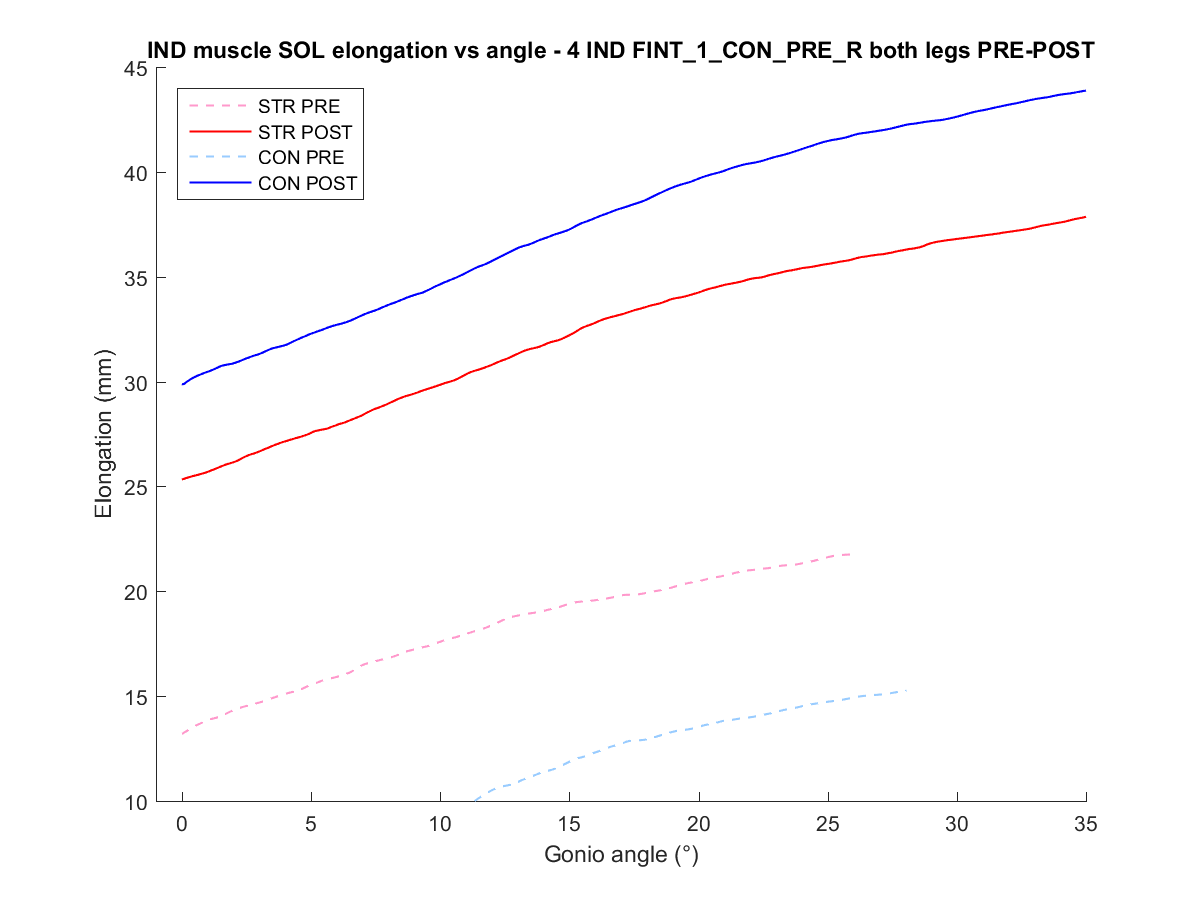 IND muscle SOL elongation vs angle - 4 IND FINT_1_CON_PRE_R both legs PRE-POST
STR PRE
STR POST
CON PRE
CON POST
45
40
35
30
25
20
15
10
Elongation (mm)
0 5 10 15 20 25 30 35
Gonio angle (°)